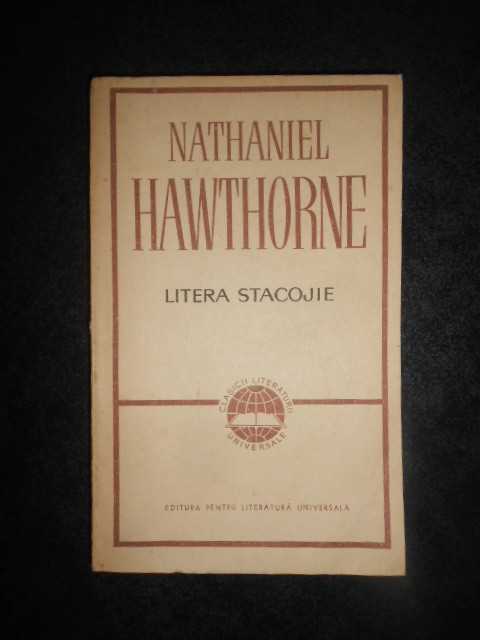 NATHANIEL
HAWTHORNE
LITERA STACOJIE
CLASICII LITERATURII
UNIVERSALE
EDITURA PENTRU LITERATURĂ UNIVERSALĂ